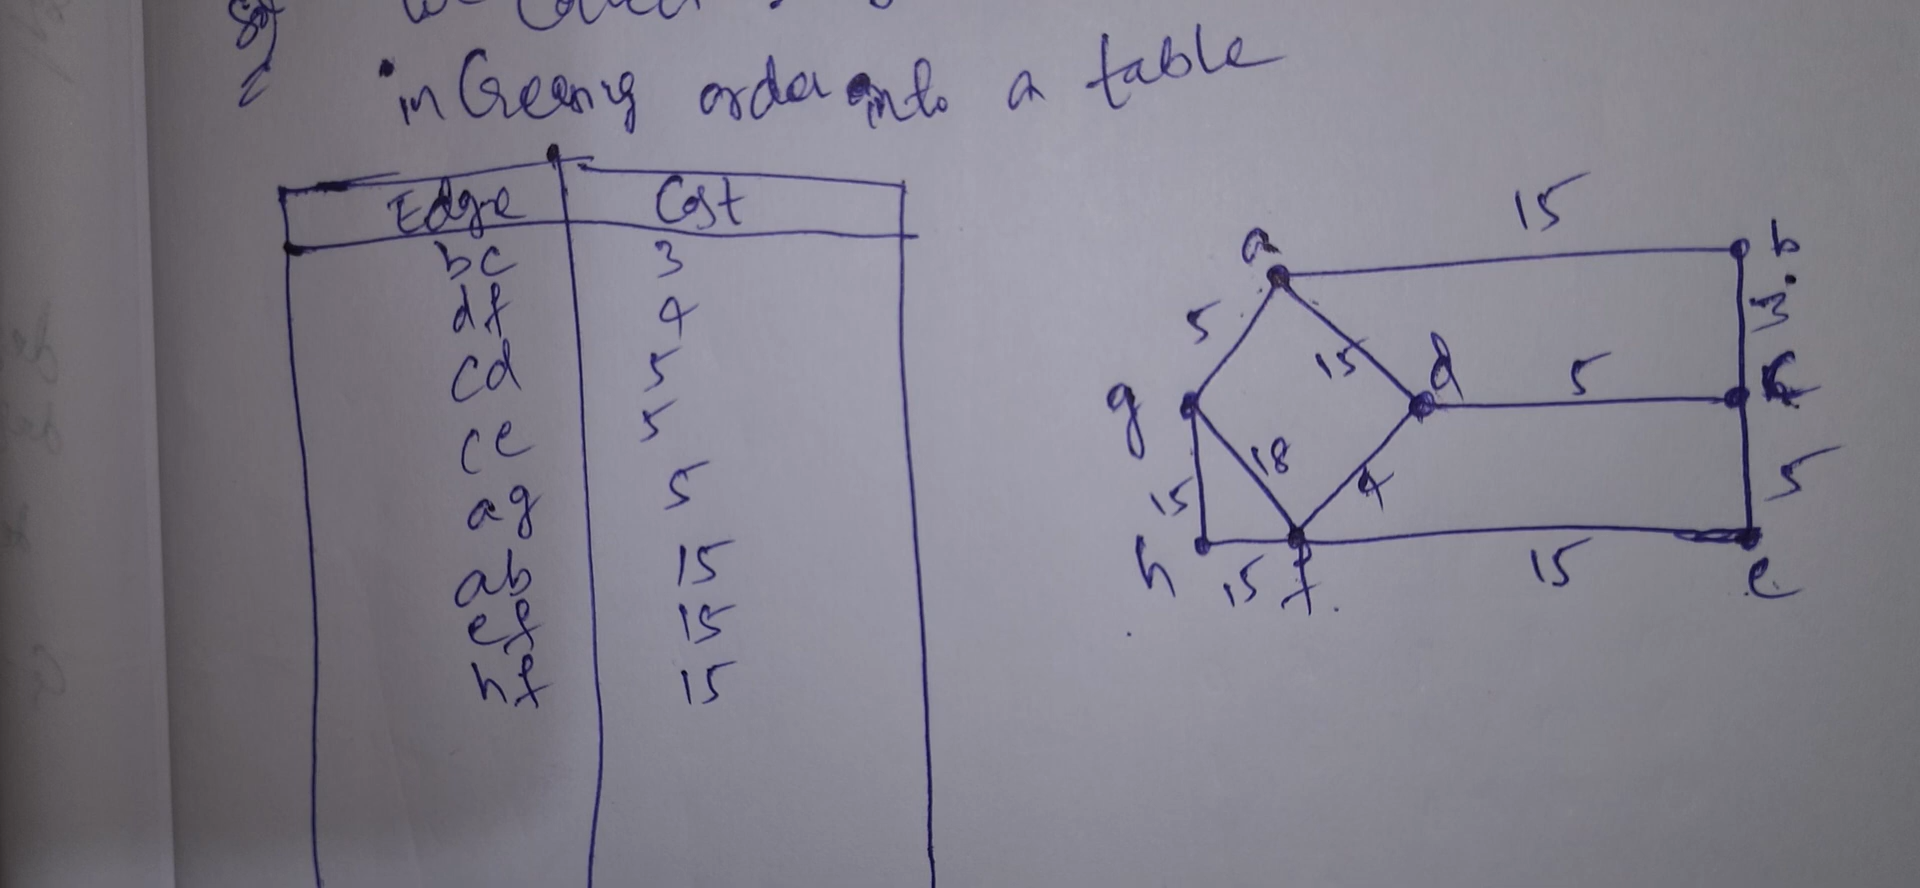 in Creasing order into a table
Edge Cost
bc 3
df 4
cd 5
ce 5
ag 5
ab 15
ef 15
hf 15
15
a b
5 3
15 d 5 c
g
18 4 5
15
h 15 f 15 e